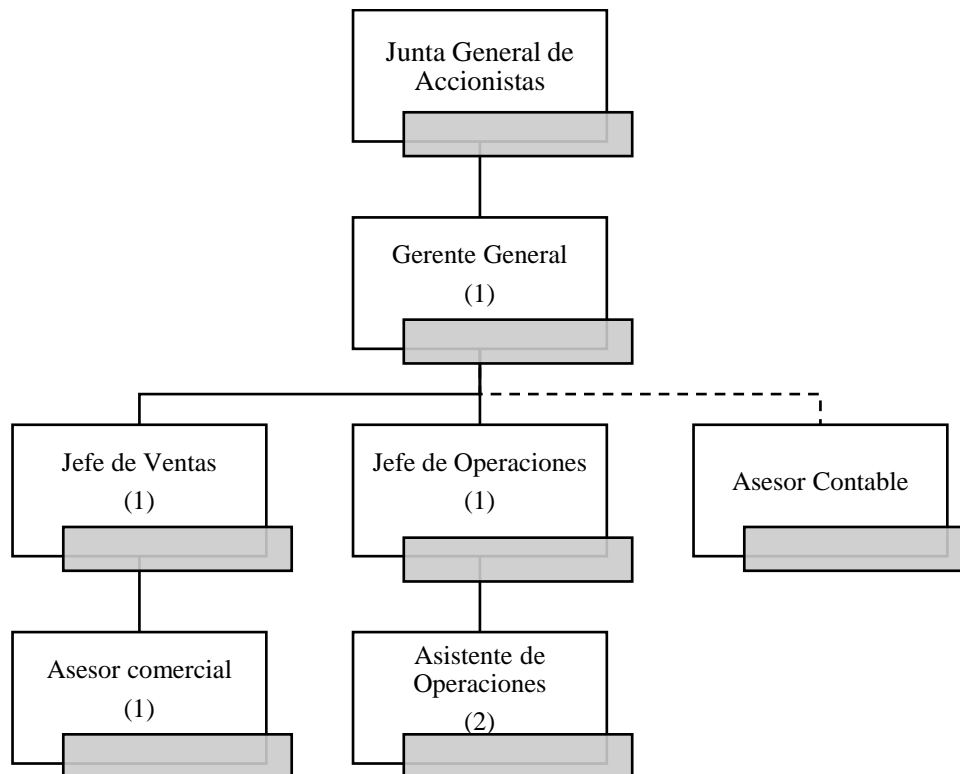 Junta General de
Accionistas
Gerente General
(1)
Jefe de Ventas
(1)
Jefe de Operaciones
(1)
Asesor Contable
Asesor comercial
(1)
Asistente de
Operaciones
(2)